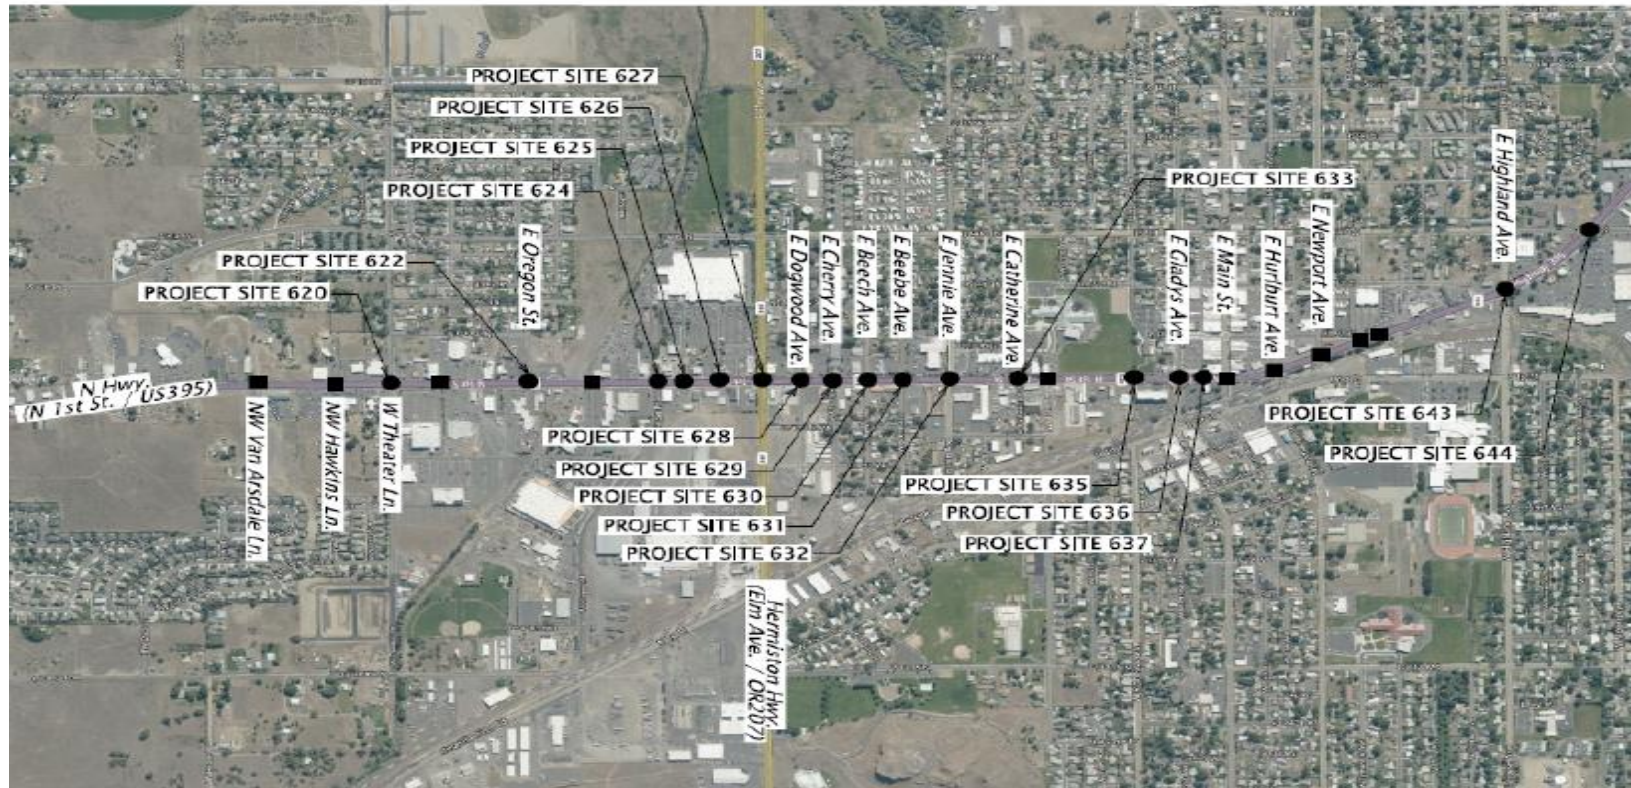 PROJECT SITE 627
PROJECT SITE 626
PROJECT SITE 625
PROJECT SITE 624
PROJECT SITE 622
PROJECT SITE 620
PROJECT SITE 633
E Oregon St.
E Dogwood Ave.
E Cherry Ave.
E Beech Ave.
E Beebe Ave.
E Jennie Ave.
E Catherine Ave.
E Gladys Ave.
E Main St.
E Hurlburt Ave.
E Newport Ave.
E Highland Ave.
N Hwy.
(N 1st St. / US395)
NW Van Arsdale Ln.
NW Hawkins Ln.
W Theater Ln.
PROJECT SITE 628
PROJECT SITE 629
PROJECT SITE 630
PROJECT SITE 631
PROJECT SITE 632
PROJECT SITE 635
PROJECT SITE 636
PROJECT SITE 637
PROJECT SITE 643
PROJECT SITE 644
Hermiston Hwy.
(Elm Ave. / OR207)